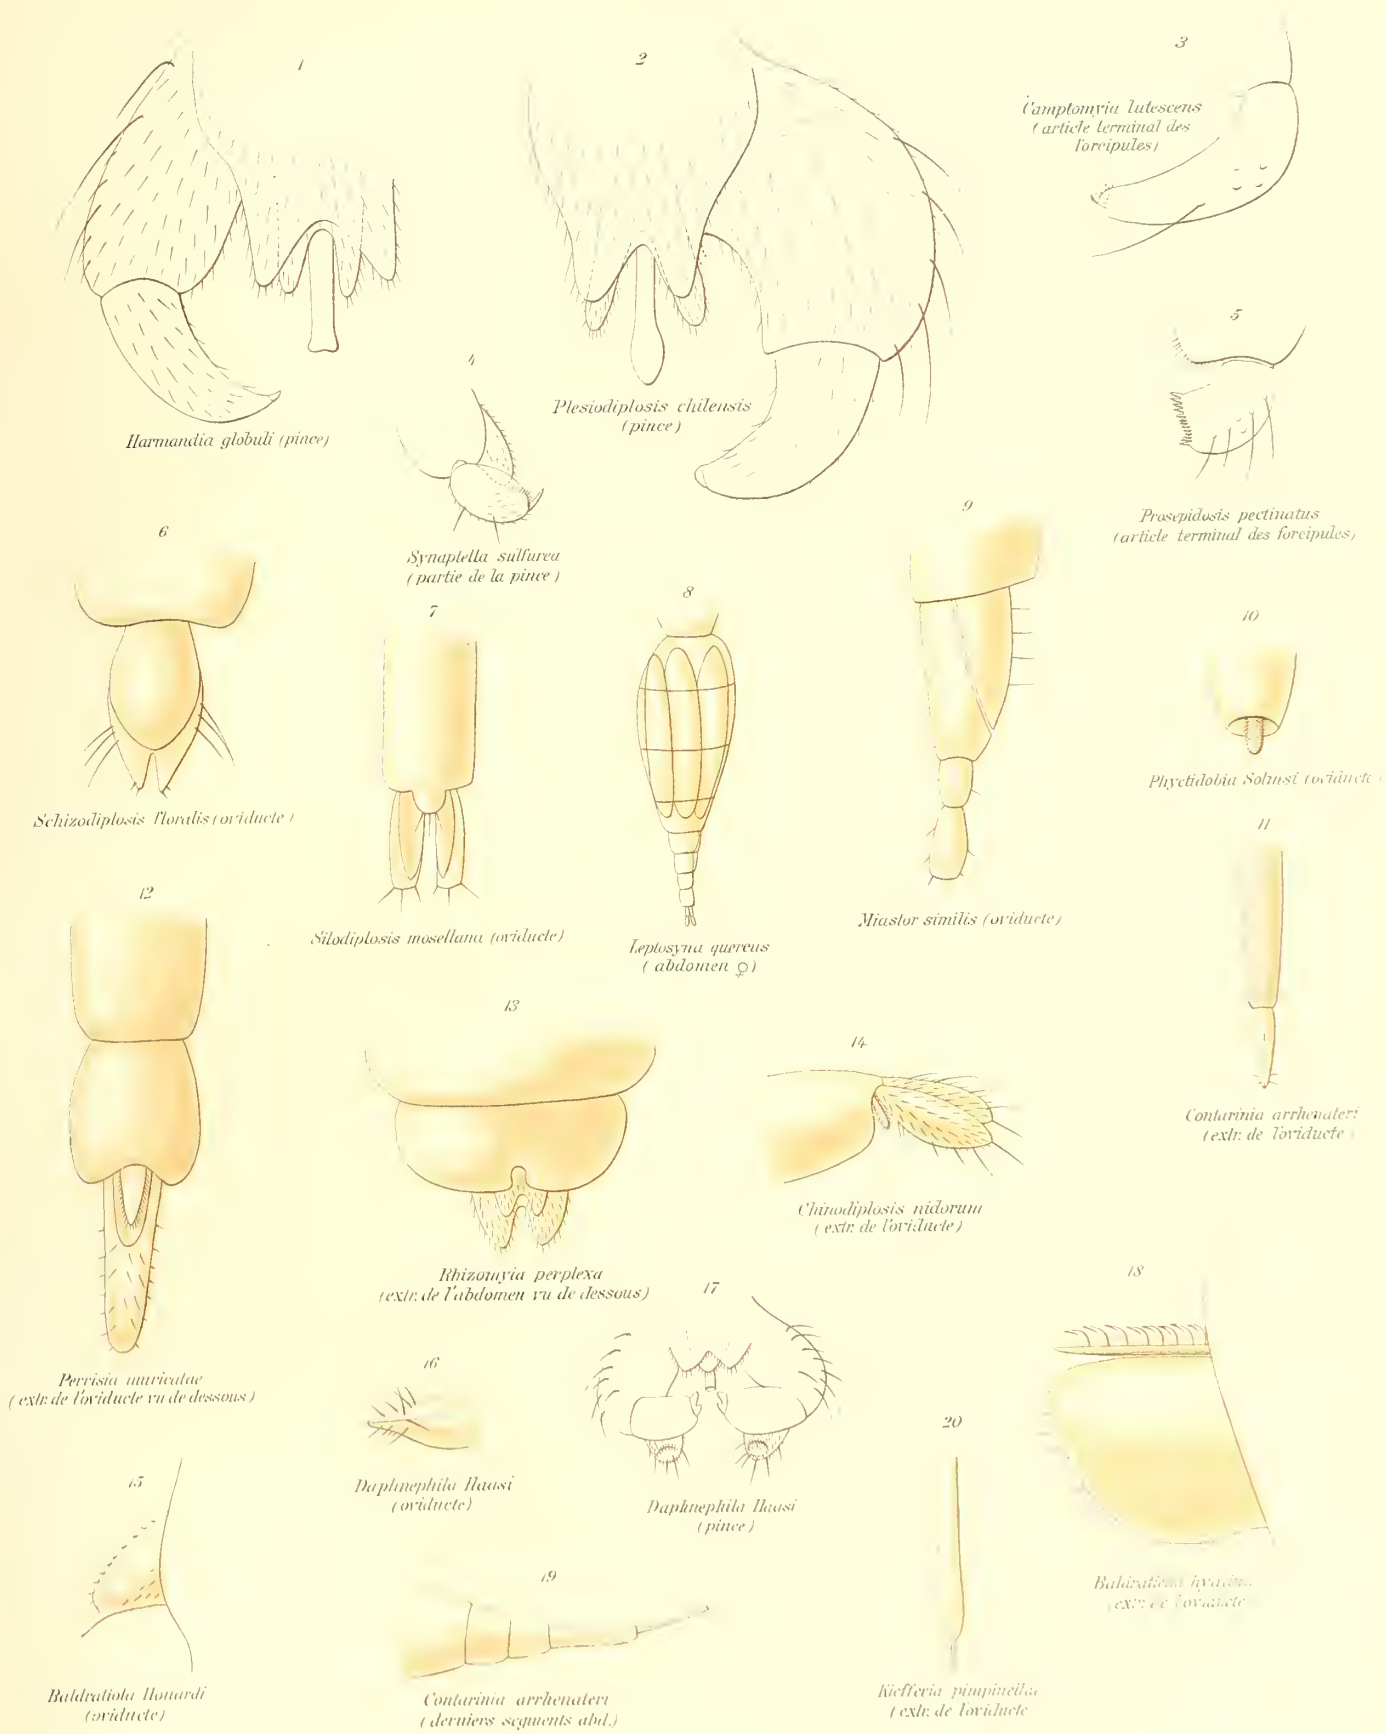 1
Harmandia globuli (pince)
2
Plesiodiplosis chilensis
(pince)
3
Camptomyia lutescens
(article terminal des
forcipules)
4
Synaptella sulfurea
(partie de la pince)
5
Prosepidosis pectinatus
(article terminal des forcipules)
6
Schizodiplosis floralis (oviducte)
7
Sitodiplosis mosellana (oviducte)
8
Leptosyna quercus
(abdomen ♀)
9
Miastor similis (oviducte)
10
Phyctidobia Solmsi (oviducte
11
Contarinia arrhenateri
(extr. de l'oviducte
12
Perrisia muricatae
(extr. de l'oviducte vu de dessous)
13
Rhizomyia perplexa
(extr. de l'abdomen vu de dessous)
14
Chinodiplosis nidorum
(extr. de l'oviducte)
15
Baldratiola Houardi
(oviducte)
16
Daphnephila Haasi
(oviducte)
17
Daphnephila Haasi
(pince)
18
extr. de l'oviducte
19
Contarinia arrhenateri
(derniers segments abd.)
20
Kiefferia pimpinellae
(extr. de l'oviducte